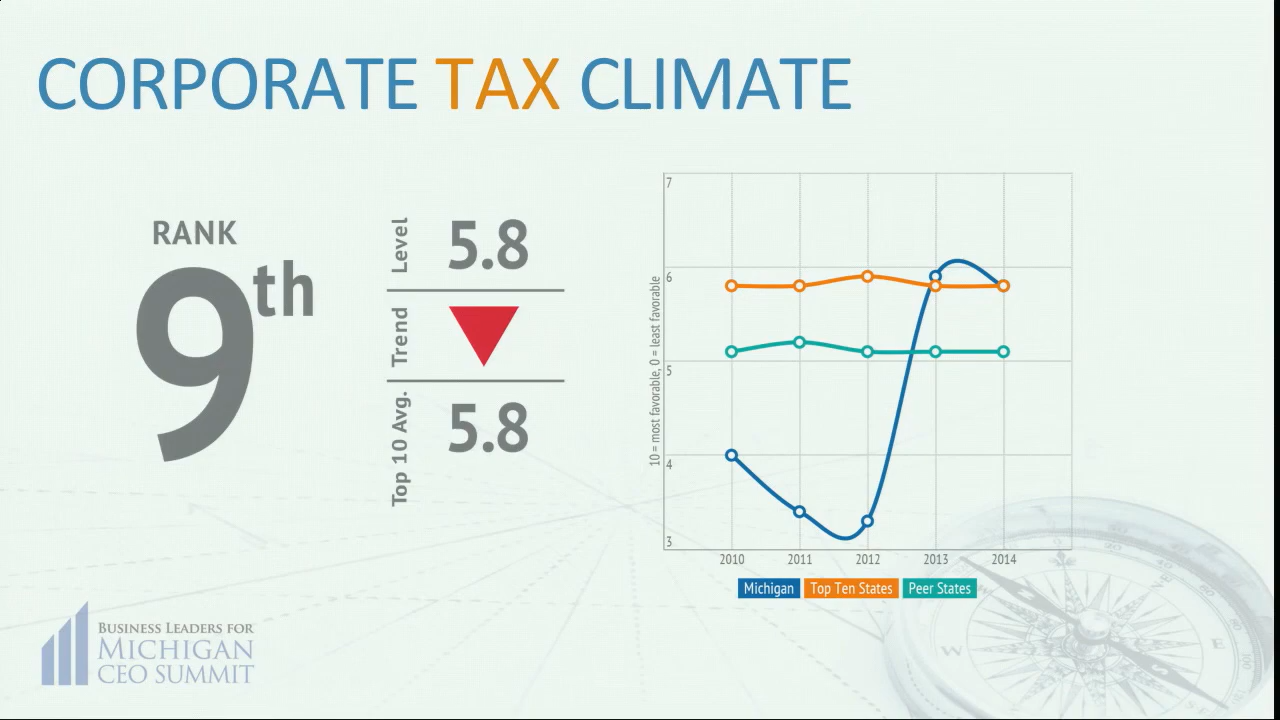 CORPORATE TAX CLIMATE
RANK
9th
Level
5.8
Trend
Top 10 Avg.
5.8
10 = most favorable, 0 = least favorable
7
6
5
4
3
2010 2011 2012 2013 2014
Michigan Top Ten States Peer States
BUSINESS LEADERS FOR
MICHIGAN
CEO SUMMIT
W
E
S